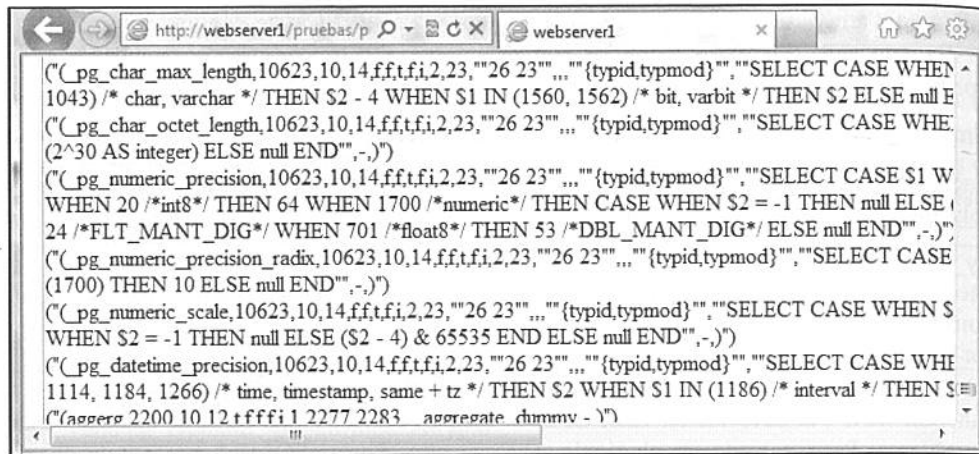 http://webserver1/pruebas/p
webserver1
("(_pg_char_max_length,10623,10,14,f,f,t,f,i,2,23,""26 23"",,,""{typid,typmod}"",""SELECT CASE WHEN
1043) /* char, varchar */ THEN $2 - 4 WHEN $1 IN (1560, 1562) /* bit, varbit */ THEN $2 ELSE null E
("(_pg_char_octet_length,10623,10,14,f,f,t,f,i,2,23,""26 23"",,,""{typid,typmod}"",""SELECT CASE WHE
(2^30 AS integer) ELSE null END"",-,)")
("(_pg_numeric_precision,10623,10,14,f,f,t,f,i,2,23,""26 23"",,,""{typid,typmod}"",""SELECT CASE $1 W
WHEN 20 /*int8*/ THEN 64 WHEN 1700 /*numeric*/ THEN CASE WHEN $2 = -1 THEN null ELSE (
24 /*FLT_MANT_DIG*/ WHEN 701 /*float8*/ THEN 53 /*DBL_MANT_DIG*/ ELSE null END"",-,)")
("(_pg_numeric_precision_radix,10623,10,14,f,f,t,f,i,2,23,""26 23"",,,""{typid,typmod}"",""SELECT CASE
(1700) THEN 10 ELSE null END"",-,)")
("(_pg_numeric_scale,10623,10,14,f,f,t,f,i,2,23,""26 23"",,,""{typid,typmod}"",""SELECT CASE WHEN $
WHEN $2 = -1 THEN null ELSE ($2 - 4) & 65535 END ELSE null END"",-,)")
("(_pg_datetime_precision,10623,10,14,f,f,t,f,i,2,23,""26 23"",,,""{typid,typmod}"",""SELECT CASE WHE
1114, 1184, 1266) /* time, timestamp, same + tz */ THEN $2 WHEN $1 IN (1186) /* interval */ THEN $
("(aggerg,2200,10,12,t,f,f,f,i,1,2277,2283,,,,aggregate_dummy,-,)")